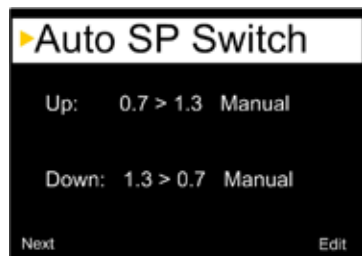 Auto SP Switch
Up: 0.7 > 1.3 Manual
Down: 1.3 > 0.7 Manual
Next Edit